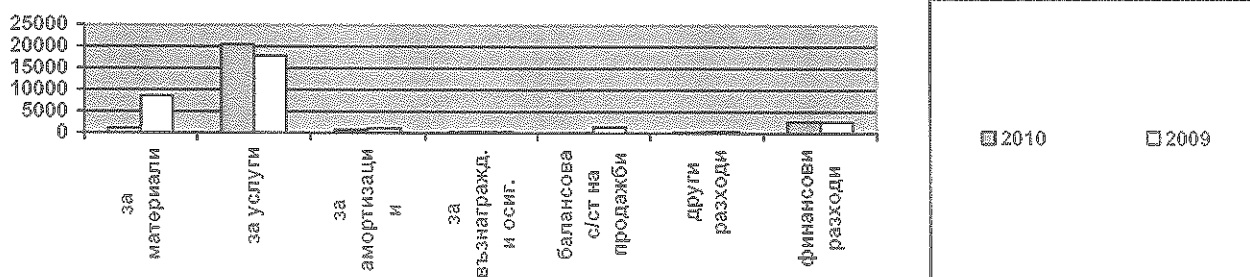 25000
20000
15000
10000
5000
0
за
материали
за услуги
за
амортизаци
и
за
възнагражд.
и осиг.
балансова
с/ст на
продажби
други
разходи
финансови
разходи
2010
2009